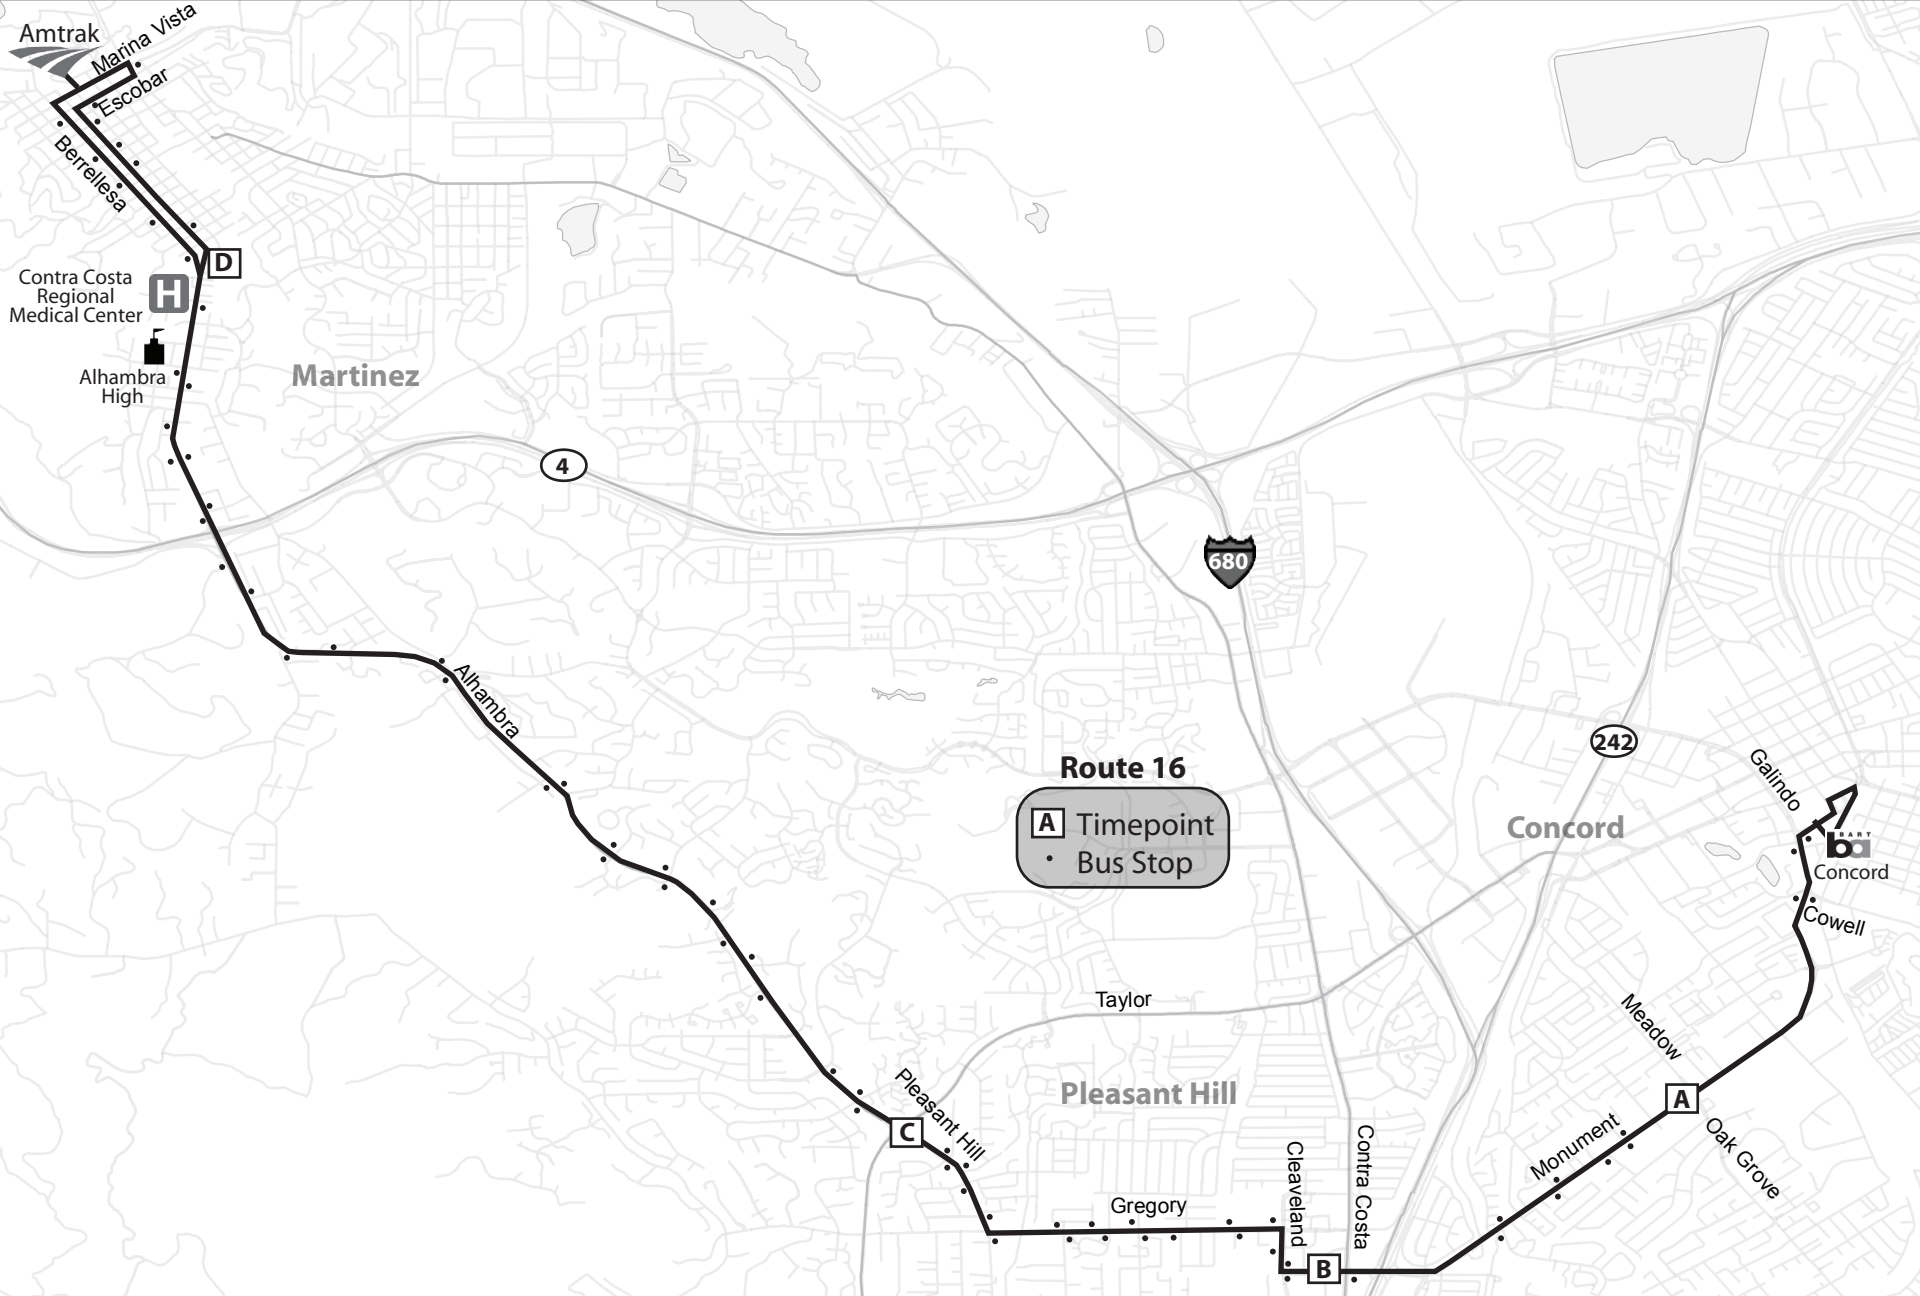 Amtrak
Marina Vista
Escobar
Berrellesa
D
Contra Costa
Regional
Medical Center
H
Alhambra
High
Martinez
4
680
Alhambra
Route 16
A Timepoint
Bus Stop
242
Galindo
Concord
BART
ba
Concord
Cowell
Taylor
Meadow
Pleasant Hill
Pleasant Hill
C
A
Oak Grove
Monument
Gregory
Cleaveland
Contra Costa
B